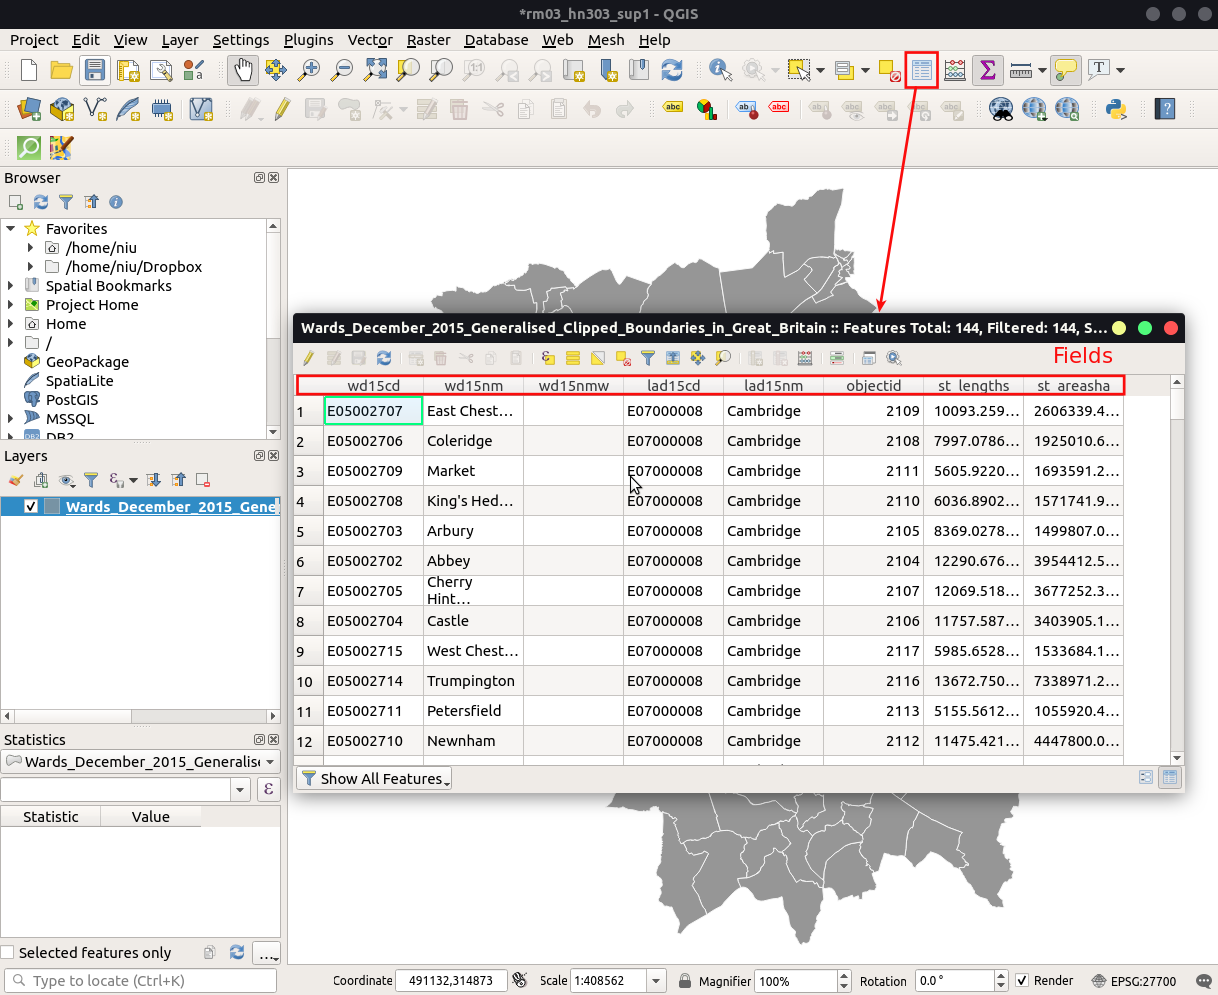 *rm03_hn303_sup1 - QGIS
Project Edit View Layer Settings Plugins Vector Raster Database Web Mesh Help
Browser
Favorites
/home/niu
/home/niu/Dropbox
Spatial Bookmarks
Project Home
Home
/
GeoPackage
SpatiaLite
PostGIS
MSSQL
DB2
Layers
Wards_December_2015_Gene
Statistics
Wards_December_2015_Generalise
ε
Statistic Value
Selected features only
...
Type to locate (Ctrl+K)
Wards_December_2015_Generalised_Clipped_Boundaries_in_Great_Britain :: Features Total: 144, Filtered: 144, S...
Fields
wd15cd wd15nm wd15nmw lad15cd lad15nm objectid st_lengths st_areasha
1 E05002707 East Chest... E07000008 Cambridge 2109 10093.259... 2606339.4...
2 E05002706 Coleridge E07000008 Cambridge 2108 7997.0786... 1925010.6...
3 E05002709 Market E07000008 Cambridge 2111 5605.9220... 1693591.2...
4 E05002708 King's Hed... E07000008 Cambridge 2110 6036.8902... 1571741.9...
5 E05002703 Arbury E07000008 Cambridge 2105 8369.0278... 1499807.0...
6 E05002702 Abbey E07000008 Cambridge 2104 12290.676... 3954412.5...
7 E05002705 Cherry Hint... E07000008 Cambridge 2107 12069.518... 3677252.3...
8 E05002704 Castle E07000008 Cambridge 2106 11757.587... 3403905.1...
9 E05002715 West Chest... E07000008 Cambridge 2117 5985.6528... 1533684.1...
10 E05002714 Trumpington E07000008 Cambridge 2116 13672.750... 7338971.2...
11 E05002711 Petersfield E07000008 Cambridge 2113 5155.5612... 1055920.4...
12 E05002710 Newnham E07000008 Cambridge 2112 11475.421... 4447800.0...
Show All Features
Coordinate 491132,314873 Scale 1:408562 Magnifier 100% Rotation 0.0 ° Render EPSG:27700